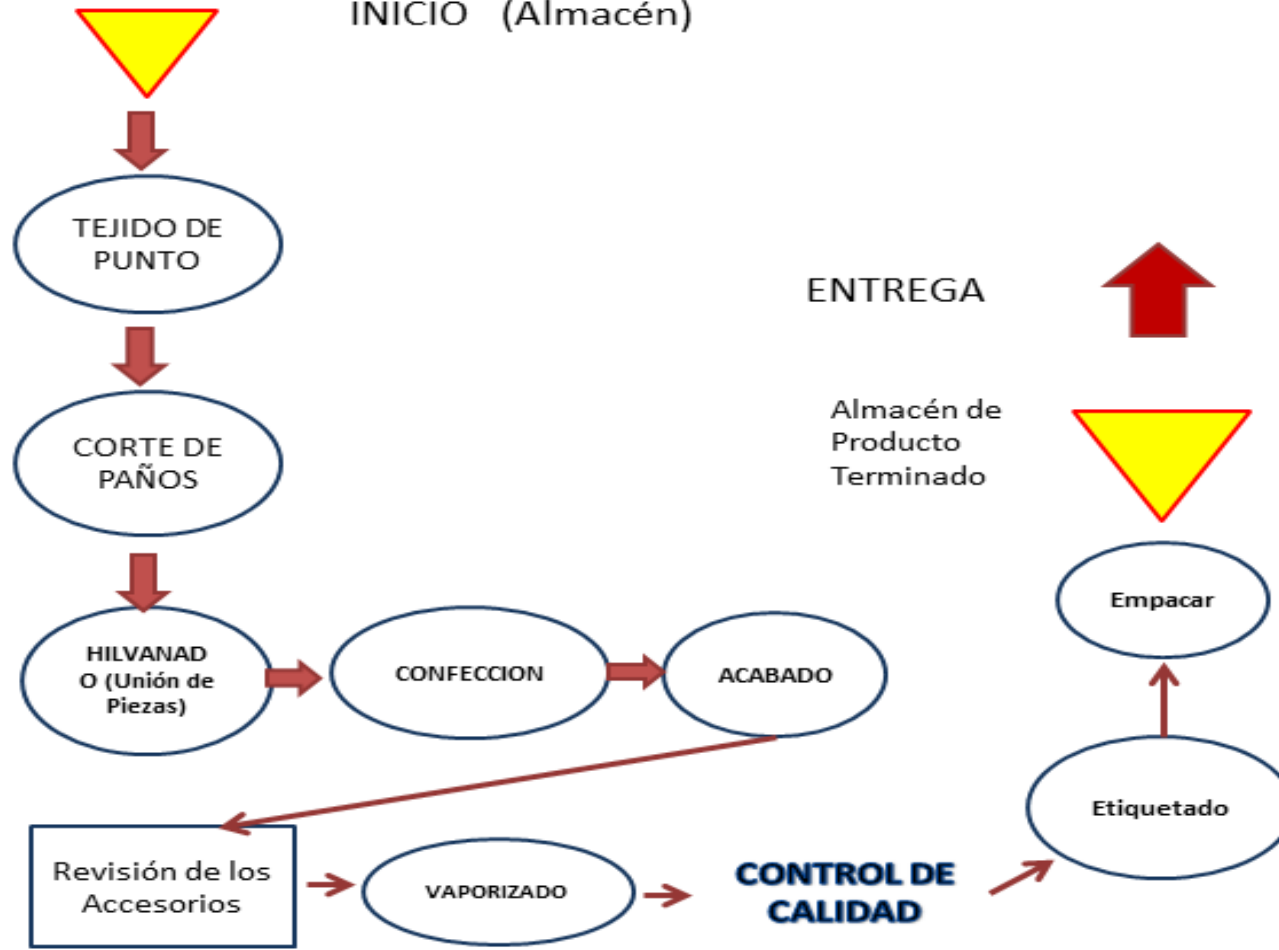 INICIO (Almacén)
TEJIDO DE
PUNTO
CORTE DE
PAÑOS
HILVANAD
O (Unión de
Piezas)
CONFECCION
ACABADO
Revisión de los
Accesorios
VAPORIZADO
CONTROL DE
CALIDAD
Etiquetado
Empacar
Almacén de
Producto
Terminado
ENTREGA